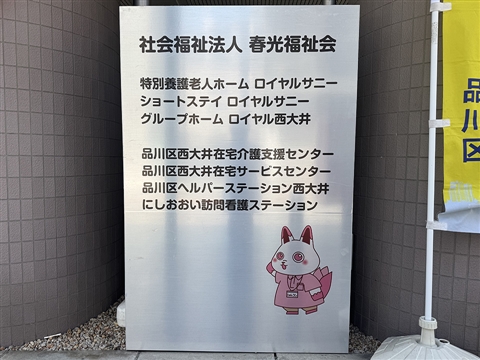 社会福祉法人 春光福祉会
特別養護老人ホーム ロイヤルサニー
ショートステイ ロイヤルサニー
グループホーム ロイヤル西大井
品川区西大井在宅介護支援センター
品川区西大井在宅サービスセンター
品川区ヘルパーステーション西大井
にしおおい訪問看護ステーション
品川区